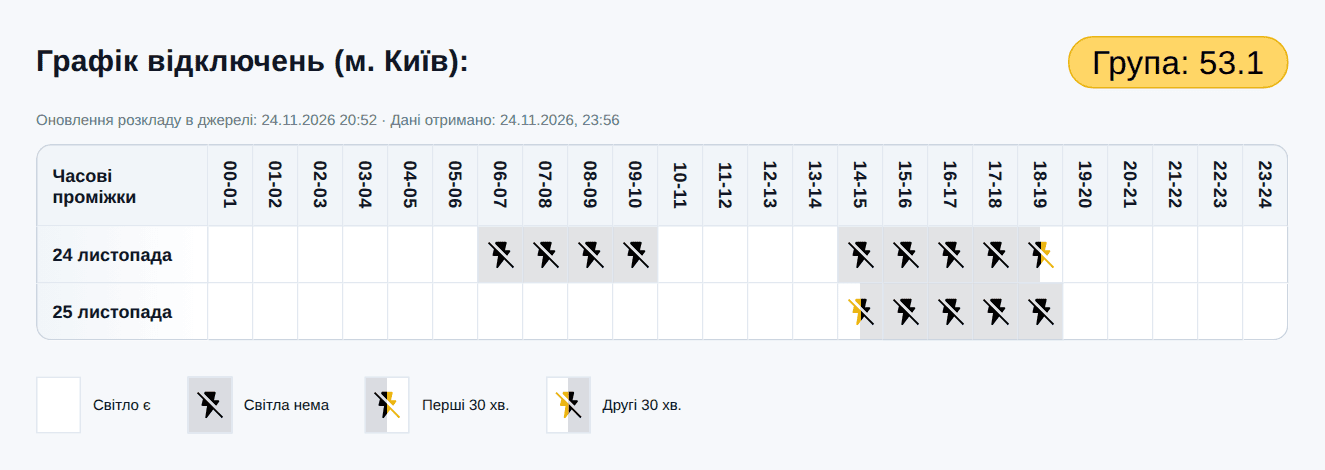 Графік відключень (м. Київ):
Група: 53.1
Оновлення розкладу в джерелі: 24.11.2026 20:52 · Дані отримано: 24.11.2026, 23:56
Часові
проміжки
00-01
01-02
02-03
03-04
04-05
05-06
06-07
07-08
08-09
09-10
10-11
11-12
12-13
13-14
14-15
15-16
16-17
17-18
18-19
19-20
20-21
21-22
22-23
23-24
24 листопада
25 листопада
Світло є
Світла нема
Перші 30 хв.
Другі 30 хв.